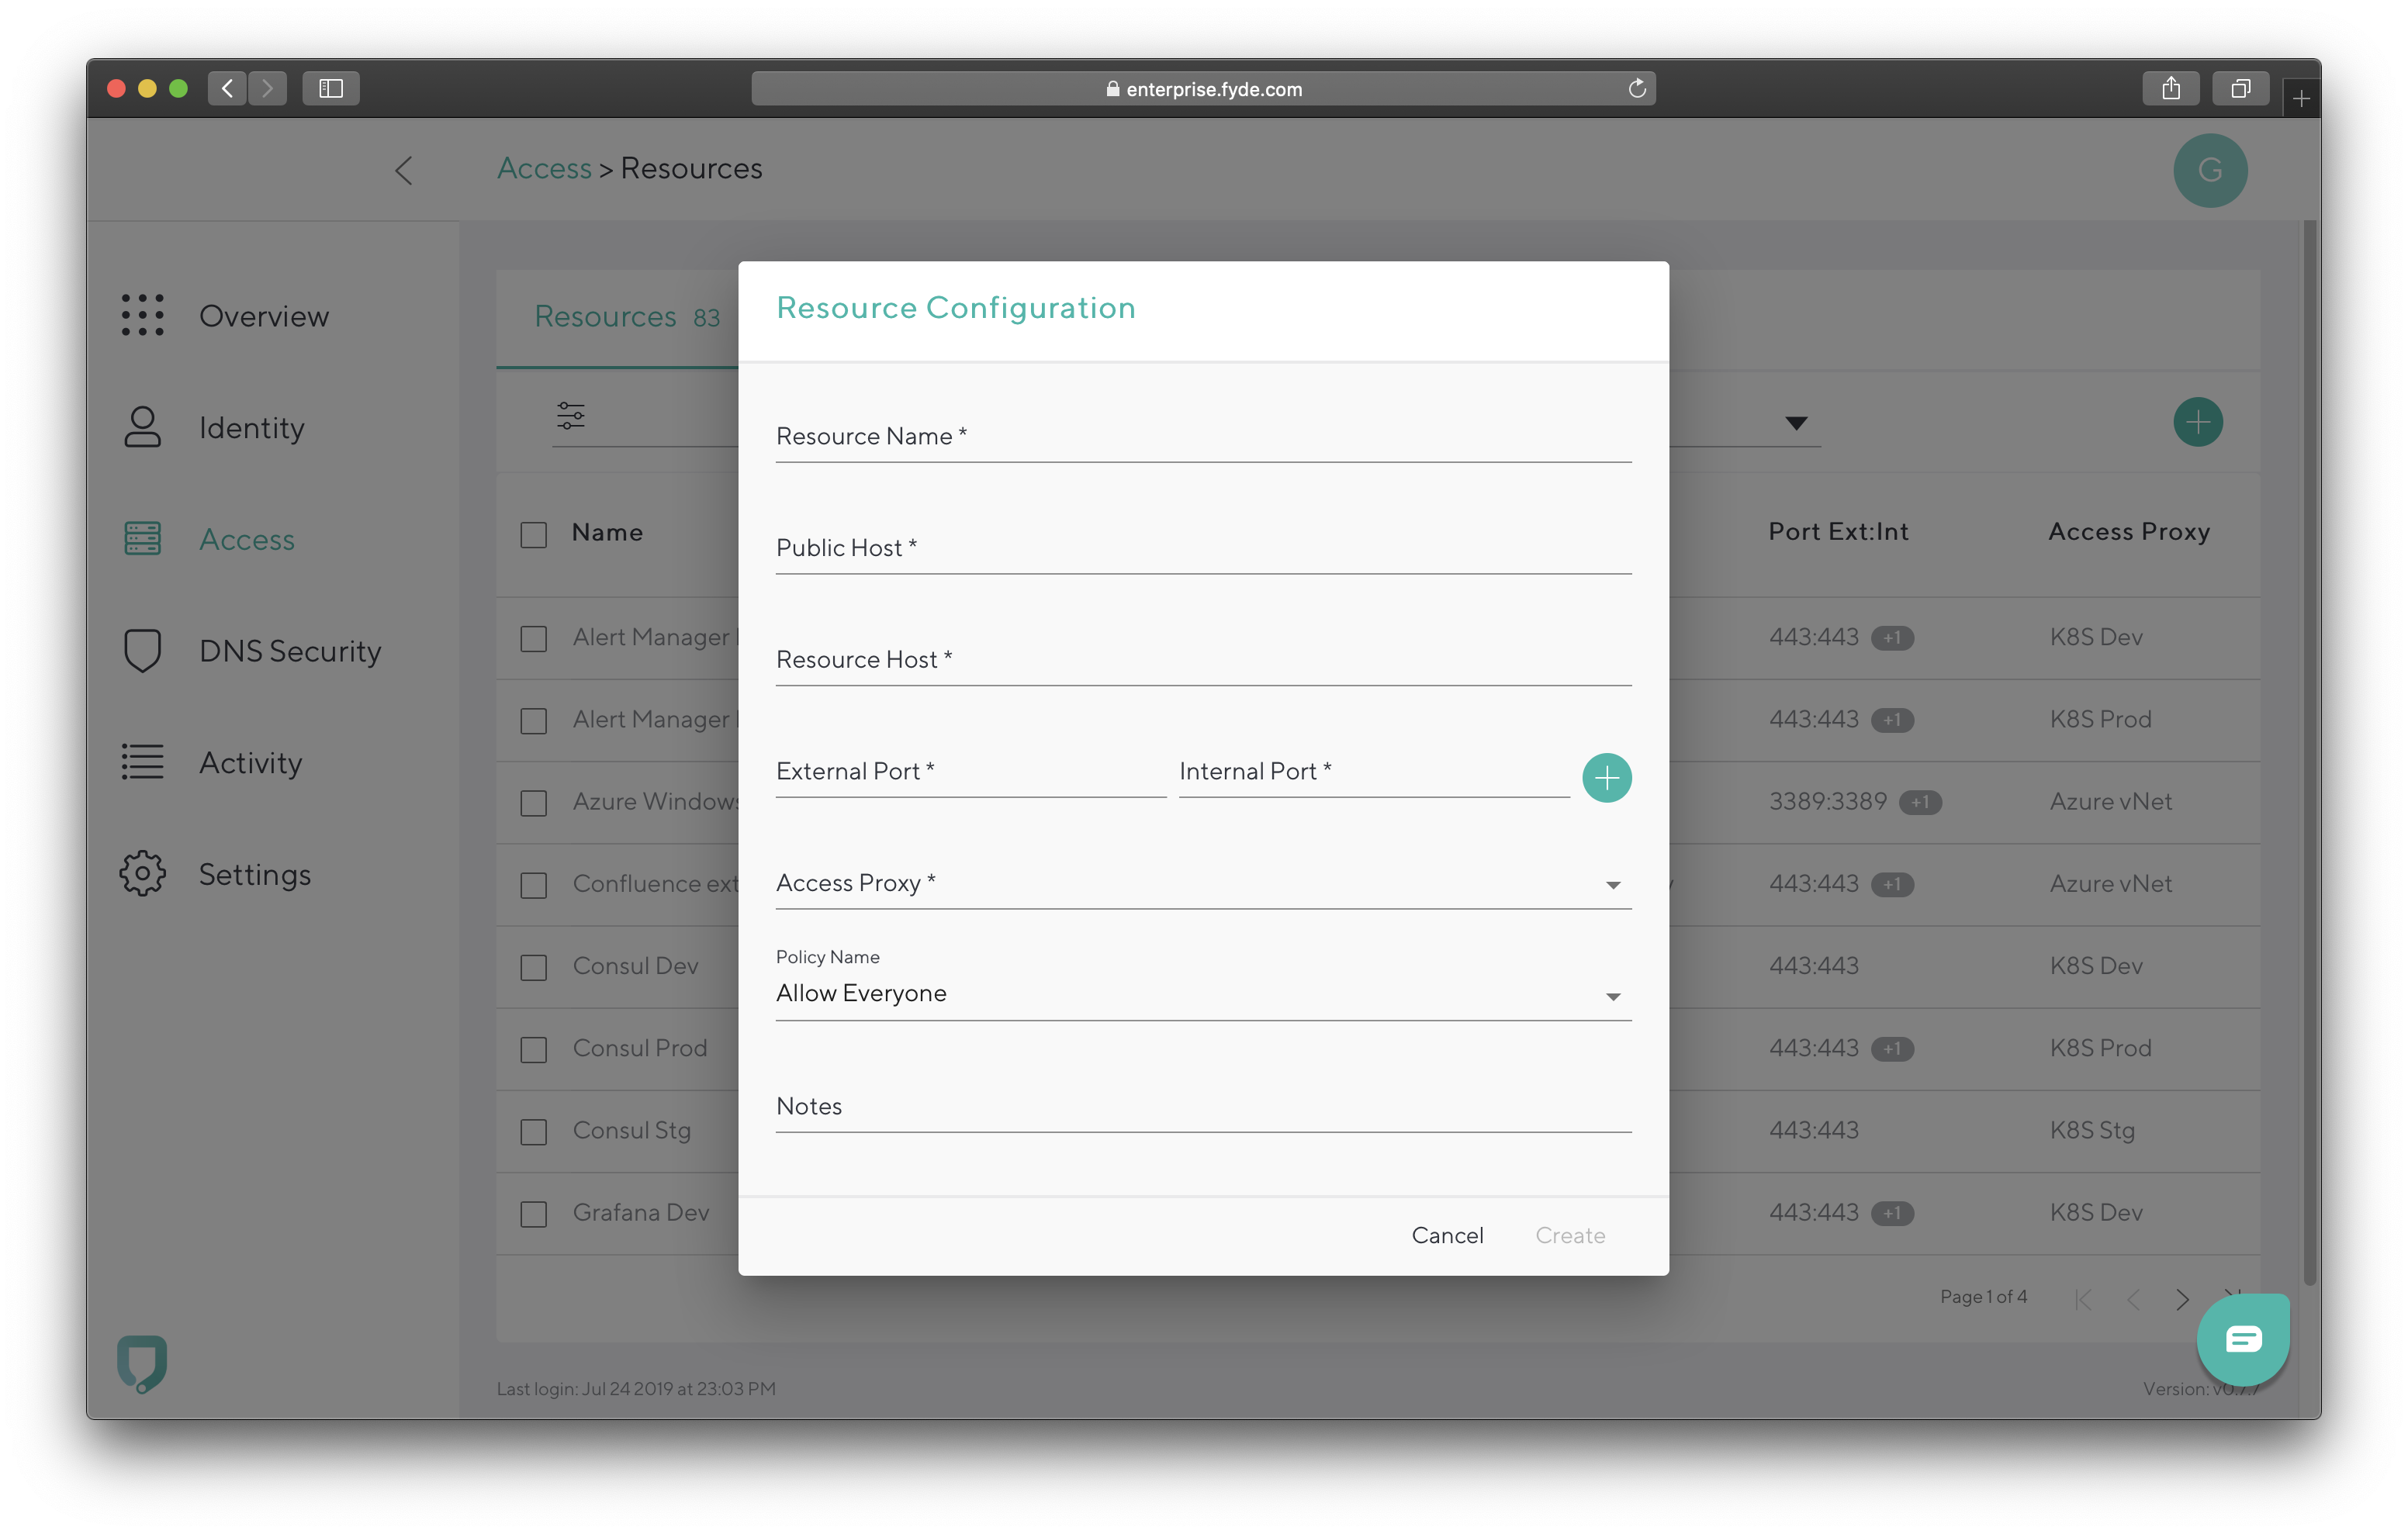 enterprise.fyde.com
Access > Resources
G
Overview
Identity
Access
DNS Security
Activity
Settings
Resources 83
Name
Port Ext:Int
Access Proxy
Alert Manager
443:443 +1
K8S Dev
Alert Manager
443:443 +1
K8S Prod
Azure Windows
3389:3389 +1
Azure vNet
Confluence ext
443:443 +1
Azure vNet
Consul Dev
443:443
K8S Dev
Consul Prod
443:443 +1
K8S Prod
Consul Stg
443:443
K8S Stg
Grafana Dev
443:443 +1
K8S Dev
Resource Configuration
Resource Name *
Public Host *
Resource Host *
External Port *
Internal Port *
Access Proxy *
Policy Name
Allow Everyone
Notes
Cancel
Create
Page 1 of 4
Last login: Jul 24 2019 at 23:03 PM
Version: v0.7.7